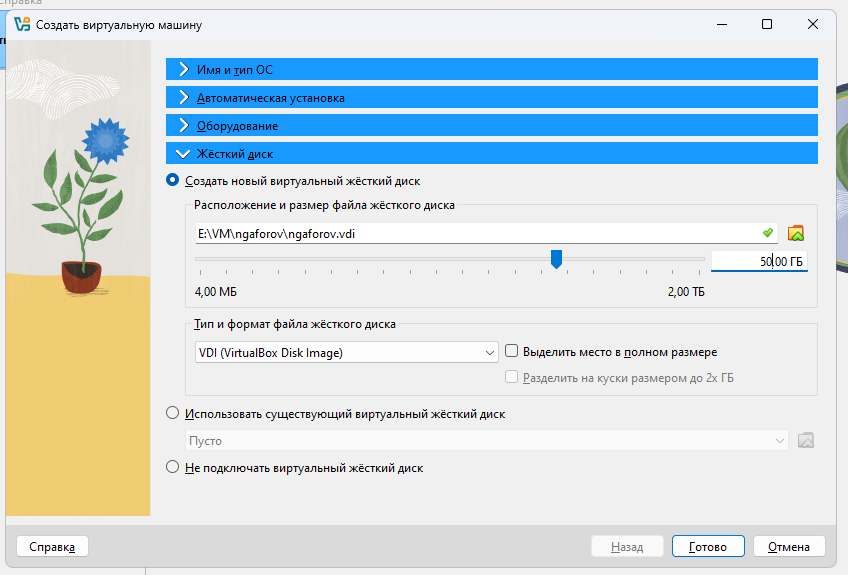 Справка
Создать виртуальную машину
Имя и тип ОС
Автоматическая установка
Оборудование
Жёсткий диск
Создать новый виртуальный жёсткий диск
Расположение и размер файла жёсткого диска
E:\VM\ngaforov\ngaforov.vdi
50,00 ГБ
4,00 МБ 2,00 ТБ
Тип и формат файла жёсткого диска
VDI (VirtualBox Disk Image) Выделить место в полном размере
Разделить на куски размером до 2х ГБ
Использовать существующий виртуальный жёсткий диск
Пусто
Не подключать виртуальный жёсткий диск
Справка Назад Готово Отмена